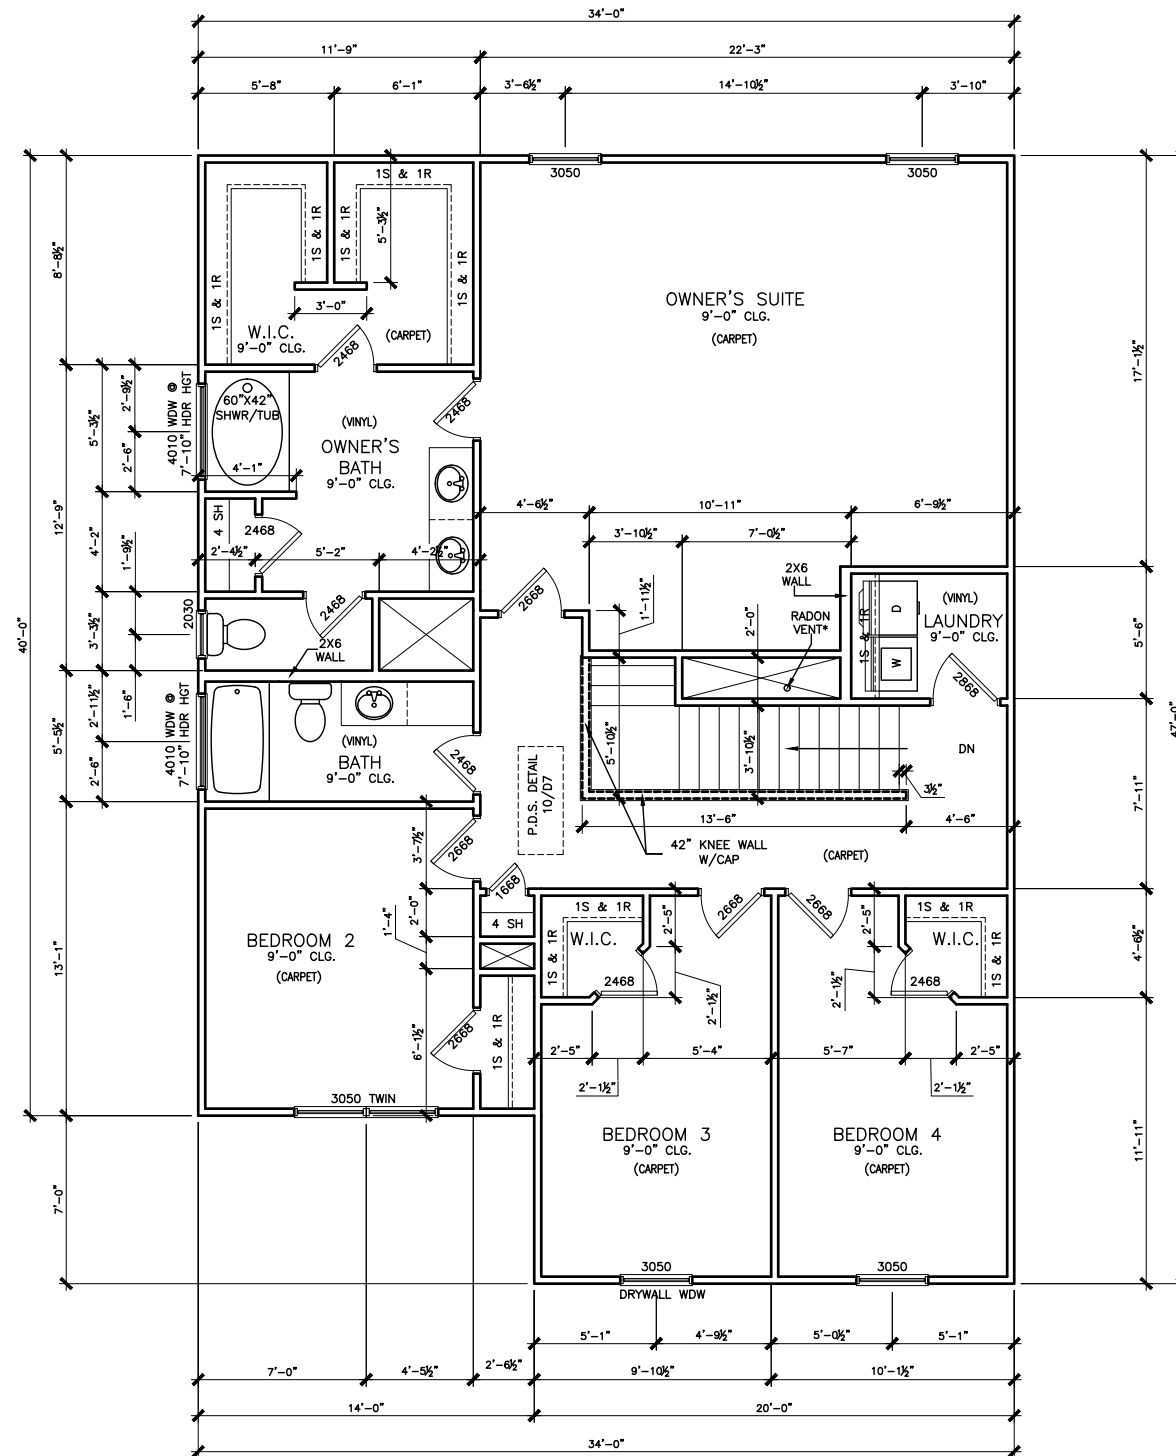 34'-0"
11'-9" 22'-3"
5'-8" 6'-1" 3'-6½" 14'-10½" 3'-10"
3050 3050
1S & 1R
1S & 1R
1S & 1R
1S & 1R
1S & 1R
5'-3½"
8'-8½"
3'-0"
W.I.C.
9'-0" CLG.
(CARPET)
2468
OWNER'S SUITE
9'-0" CLG.
(CARPET)
17'-1½"
4010 WDW @
7'-10" HDR HGT
2'-9½"
5'-3½"
2'-6"
60"X42"
SHWR/TUB
4'-1"
(VINYL)
OWNER'S
BATH
9'-0" CLG.
2468
12'-9"
4'-2"
1'-9½"
4 SH
2468
2'-4½" 5'-2" 4'-2½"
4'-6½" 10'-11" 6'-9½"
3'-10½" 7'-0½"
40'-0"
47'-0"
2030
3'-3½"
1'-6"
2468
2X6
WALL
2668
1'-11½"
2'-0"
2X6
WALL
RADON
VENT*
1S & 1R
D
W
(VINYL)
LAUNDRY
9'-0" CLG.
2868
5'-6"
4010 WDW @
7'-10" HDR HGT
2'-11½"
5'-5½"
2'-6"
(VINYL)
BATH
9'-0" CLG.
2468
P.D.S. DETAIL
10/D7
5'-10½"
3'-10½"
DN
3½"
7'-11"
13'-6" 4'-6"
42" KNEE WALL
W/CAP
(CARPET)
3'-7½"
2668
1668
2'-0"
1'-4"
4 SH
BEDROOM 2
9'-0" CLG.
(CARPET)
13'-1"
6'-1½"
2668
1S & 1R
1S & 1R
1S & 1R
W.I.C.
2468
2'-5"
2'-1½"
2668
2668
2'-5"
2'-1½"
1S & 1R
1S & 1R
W.I.C.
2468
4'-6½"
2'-5" 5'-4" 5'-7" 2'-5"
2'-1½" 2'-1½"
3050 TWIN
BEDROOM 3
9'-0" CLG.
(CARPET)
BEDROOM 4
9'-0" CLG.
(CARPET)
11'-11"
7'-0"
3050 3050
DRYWALL WDW
5'-1" 4'-9½" 5'-0½" 5'-1"
7'-0" 4'-5½" 2'-6½" 9'-10½" 10'-1½"
14'-0" 20'-0"
34'-0"